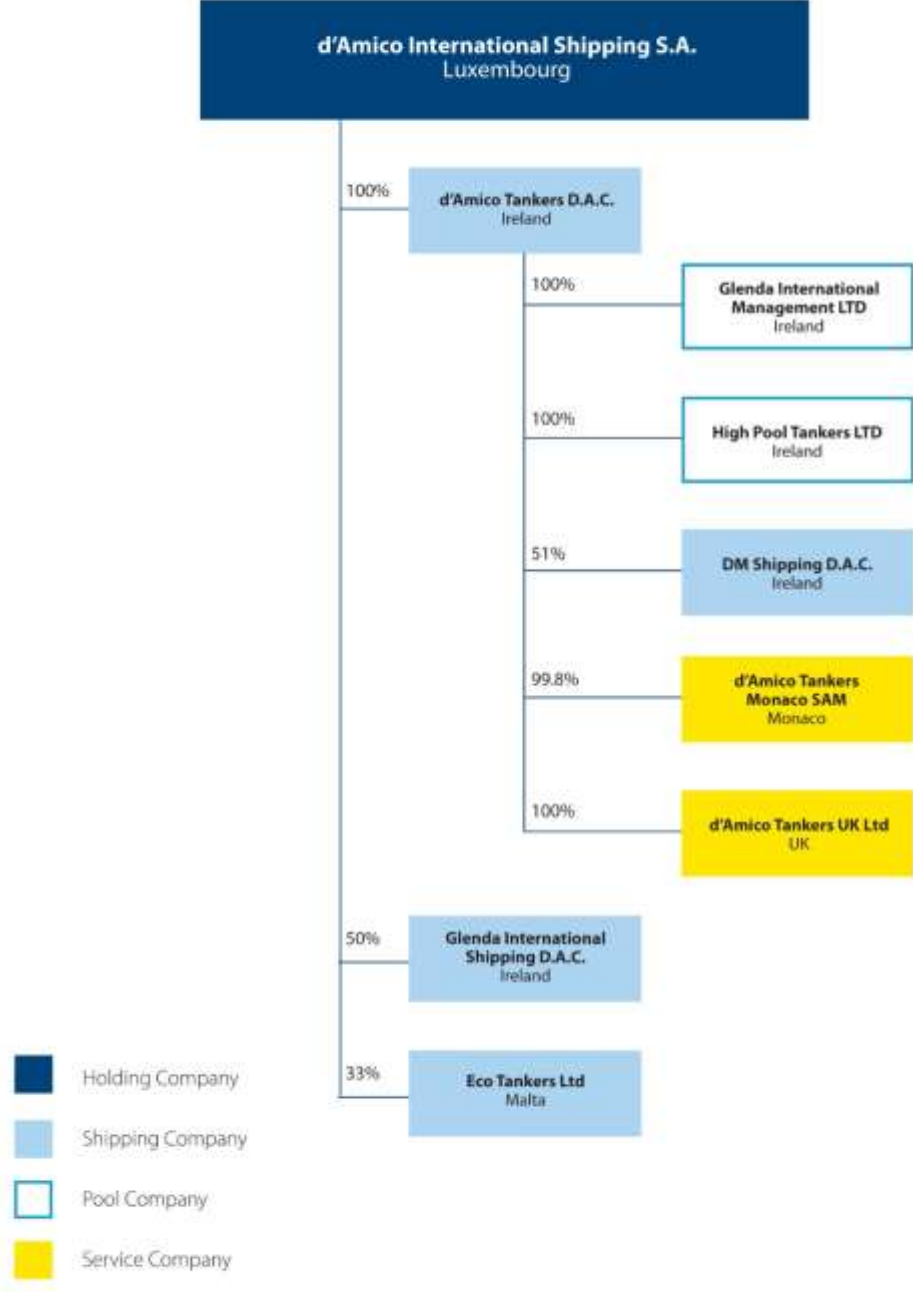 d'Amico International Shipping S.A.
Luxembourg
100%
d'Amico Tankers D.A.C.
Ireland
100%
Glenda International
Management LTD
Ireland
100%
High Pool Tankers LTD
Ireland
51%
DM Shipping D.A.C.
Ireland
99.8%
d'Amico Tankers
Monaco SAM
Monaco
100%
d'Amico Tankers UK Ltd
UK
50%
Glenda International
Shipping D.A.C.
Ireland
33%
Eco Tankers Ltd
Malta
Holding Company
Shipping Company
Pool Company
Service Company